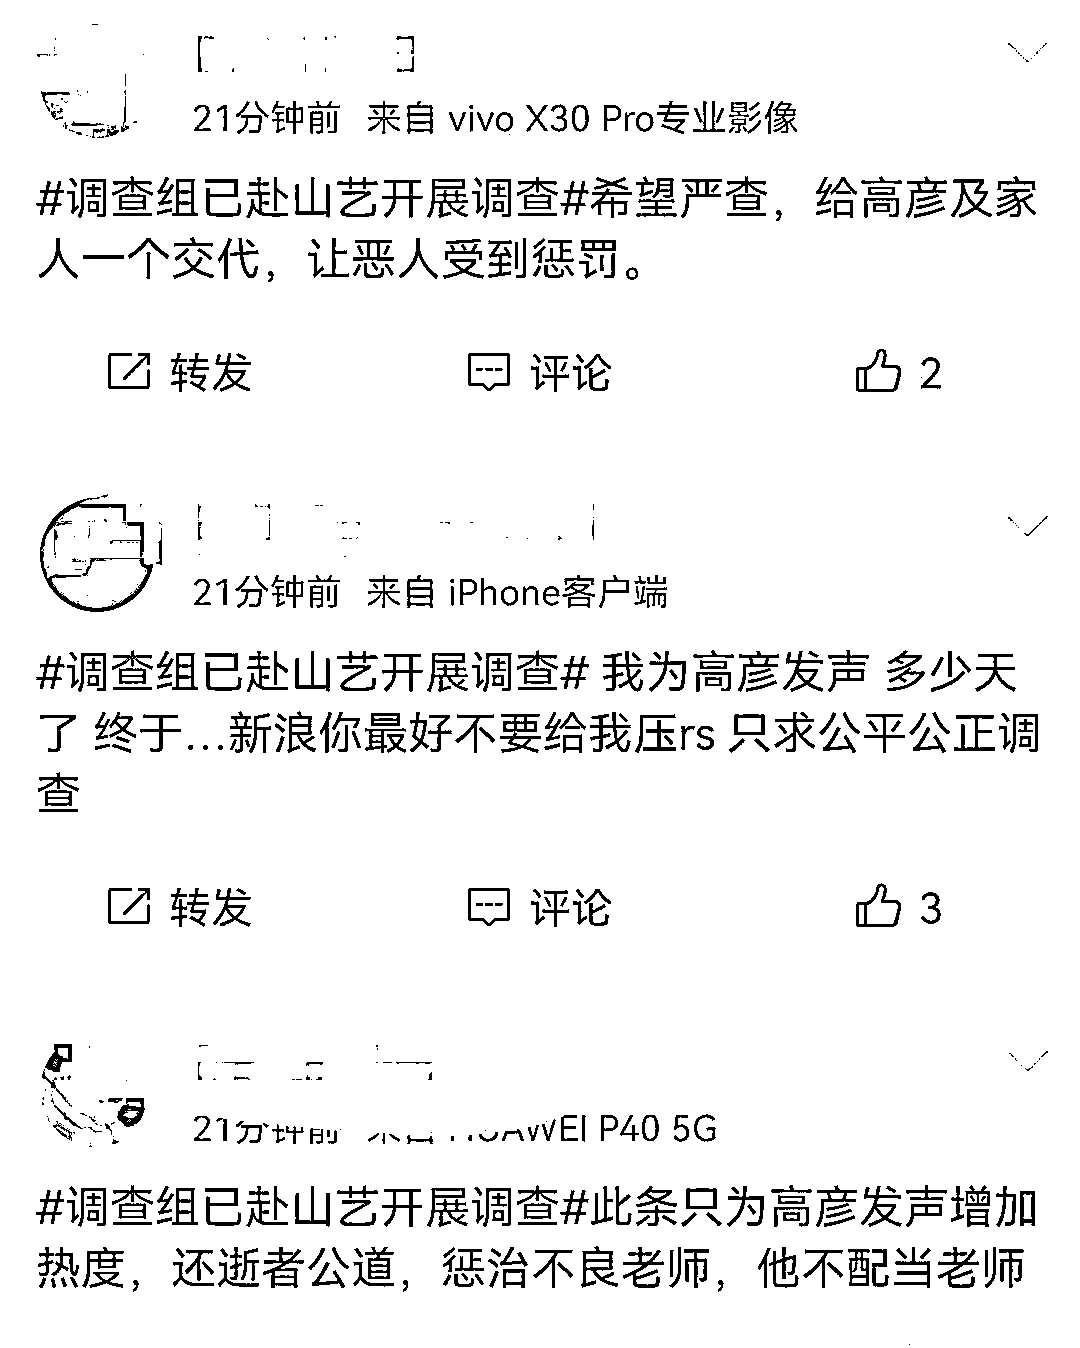 21分钟前 来自 vivo X30 Pro专业影像
#调查组已赴山艺开展调查#希望严查，给高彦及家
人一个交代，让恶人受到惩罚。
转发 评论 2
21分钟前 来自 iPhone客户端
#调查组已赴山艺开展调查# 我为高彦发声 多少天
了 终于...新浪你最好不要给我压rs 只求公平公正调
查
转发 评论 3
21分钟前 来自 HUAWEI P40 5G
#调查组已赴山艺开展调查#此条只为高彦发声增加
热度，还逝者公道，惩治不良老师，他不配当老师